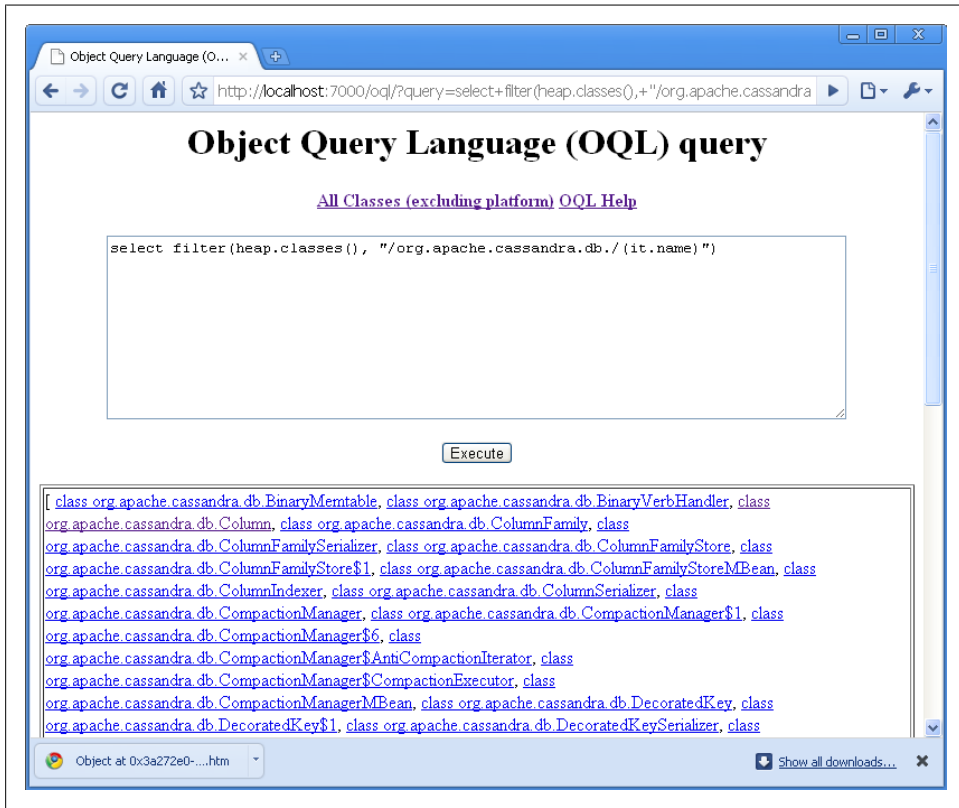 Object Query Language (O...
http://localhost:7000/oql/?query=select+filter(heap.classes(),+"/org.apache.cassandra
Object Query Language (OQL) query
All Classes (excluding platform) OQL Help
select filter(heap.classes(), "/org.apache.cassandra.db./(it.name)")
Execute
[ class org.apache.cassandra.db.BinaryMemtable, class org.apache.cassandra.db.BinaryVerbHandler, class
org.apache.cassandra.db.Column, class org.apache.cassandra.db.ColumnFamily, class
org.apache.cassandra.db.ColumnFamilySerializer, class org.apache.cassandra.db.ColumnFamilyStore, class
org.apache.cassandra.db.ColumnFamilyStore$1, class org.apache.cassandra.db.ColumnFamilyStoreMBean, class
org.apache.cassandra.db.ColumnIndexer, class org.apache.cassandra.db.ColumnSerializer, class
org.apache.cassandra.db.CompactionManager, class org.apache.cassandra.db.CompactionManager$1, class
org.apache.cassandra.db.CompactionManager$6, class
org.apache.cassandra.db.CompactionManager$AntiCompactionIterator, class
org.apache.cassandra.db.CompactionManager$CompactionExecutor, class
org.apache.cassandra.db.CompactionManagerMBean, class org.apache.cassandra.db.DecoratedKey, class
org.apache.cassandra.db.DecoratedKey$1, class org.apache.cassandra.db.DecoratedKeySerializer, class
Object at 0x3a272e0-....htm
Show all downloads...